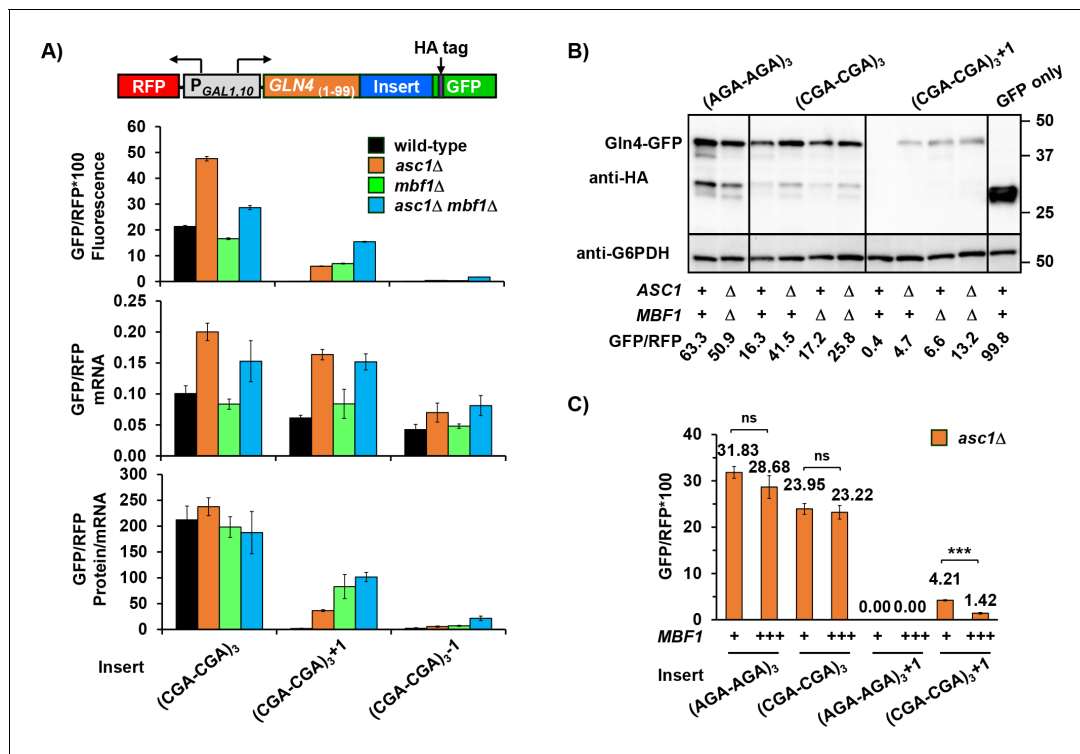 A)
HA tag
RFP PGAL1,10 GLN4 (1-99) Insert GFP
GFP/RFP*100
Fluorescence
60
50
40
30
20
10
0
wild-type
asc1Δ
mbf1Δ
asc1Δ mbf1Δ
GFP/RFP
mRNA
0.20
0.15
0.10
0.05
0.00
GFP/RFP
Protein/mRNA
300
250
200
150
100
50
0
Insert
(CGA-CGA)3
(CGA-CGA)3+1
(CGA-CGA)3-1
B)
(AGA-AGA)3
(CGA-CGA)3
(CGA-CGA)3+1
GFP only
Gln4-GFP
anti-HA
anti-G6PDH
50
37
25
50
ASC1 + Δ + Δ + Δ + Δ + Δ +
MBF1 + Δ + + Δ Δ + + Δ Δ +
GFP/RFP 63.3 50.9 16.3 41.5 17.2 25.8 0.4 4.7 6.6 13.2 99.8
C)
GFP/RFP*100
40
30
20
10
0
asc1Δ
ns
31.83
28.68
ns
23.95
23.22
0.00 0.00
***
4.21
1.42
MBF1 + +++ + +++ + +++ + +++
Insert
(AGA-AGA)3
(CGA-CGA)3
(AGA-AGA)3+1
(CGA-CGA)3+1